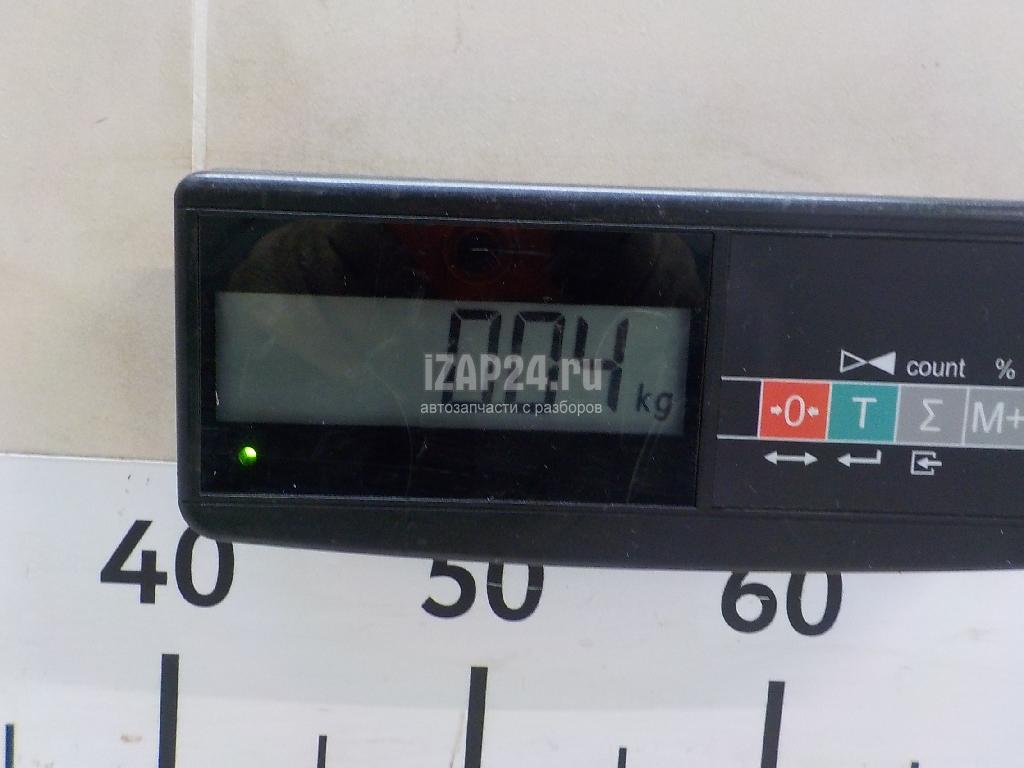 0.04 kg
iZAP24.ru
автозапчасти с разборов
count %
→0← T Σ M+
40 50 60